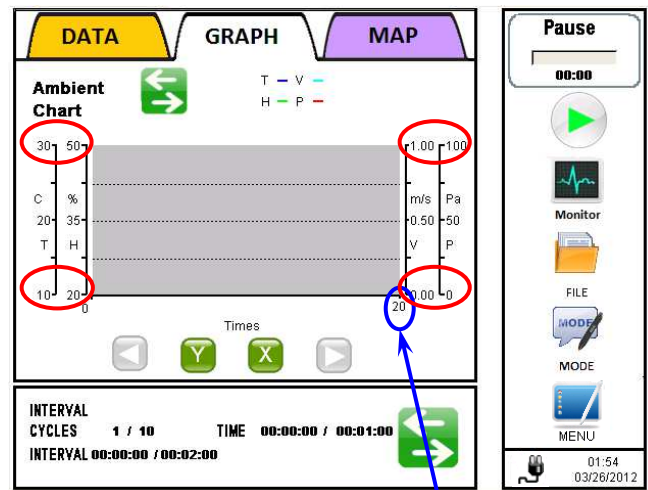 DATA GRAPH MAP
Ambient
Chart
T V
H P
30 50 1.00 100
C % m/s Pa
20 35 0.50 50
T H V P
10 20 0.00 0
0 20
Times
Y X
INTERVAL
CYCLES 1 / 10 TIME 00:00:00 / 00:01:00
INTERVAL 00:00:00 / 00:02:00
Pause
00:00
Monitor
FILE
MODE
MODE
MENU
01:54
03/26/2012